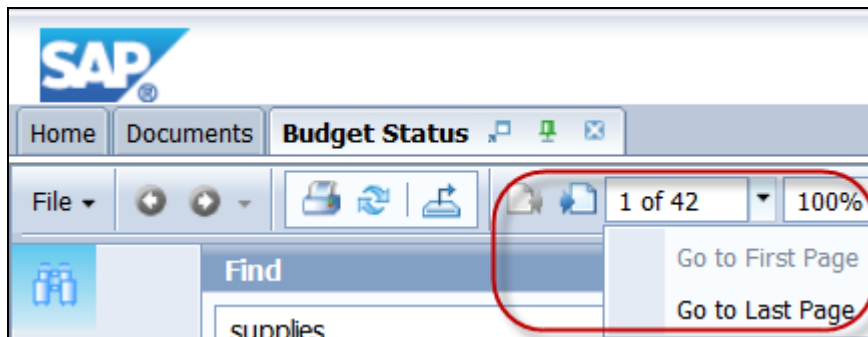 SAP®
Home Documents Budget Status
File 1 of 42 100%
Find
Go to First Page
supplies
Go to Last Page